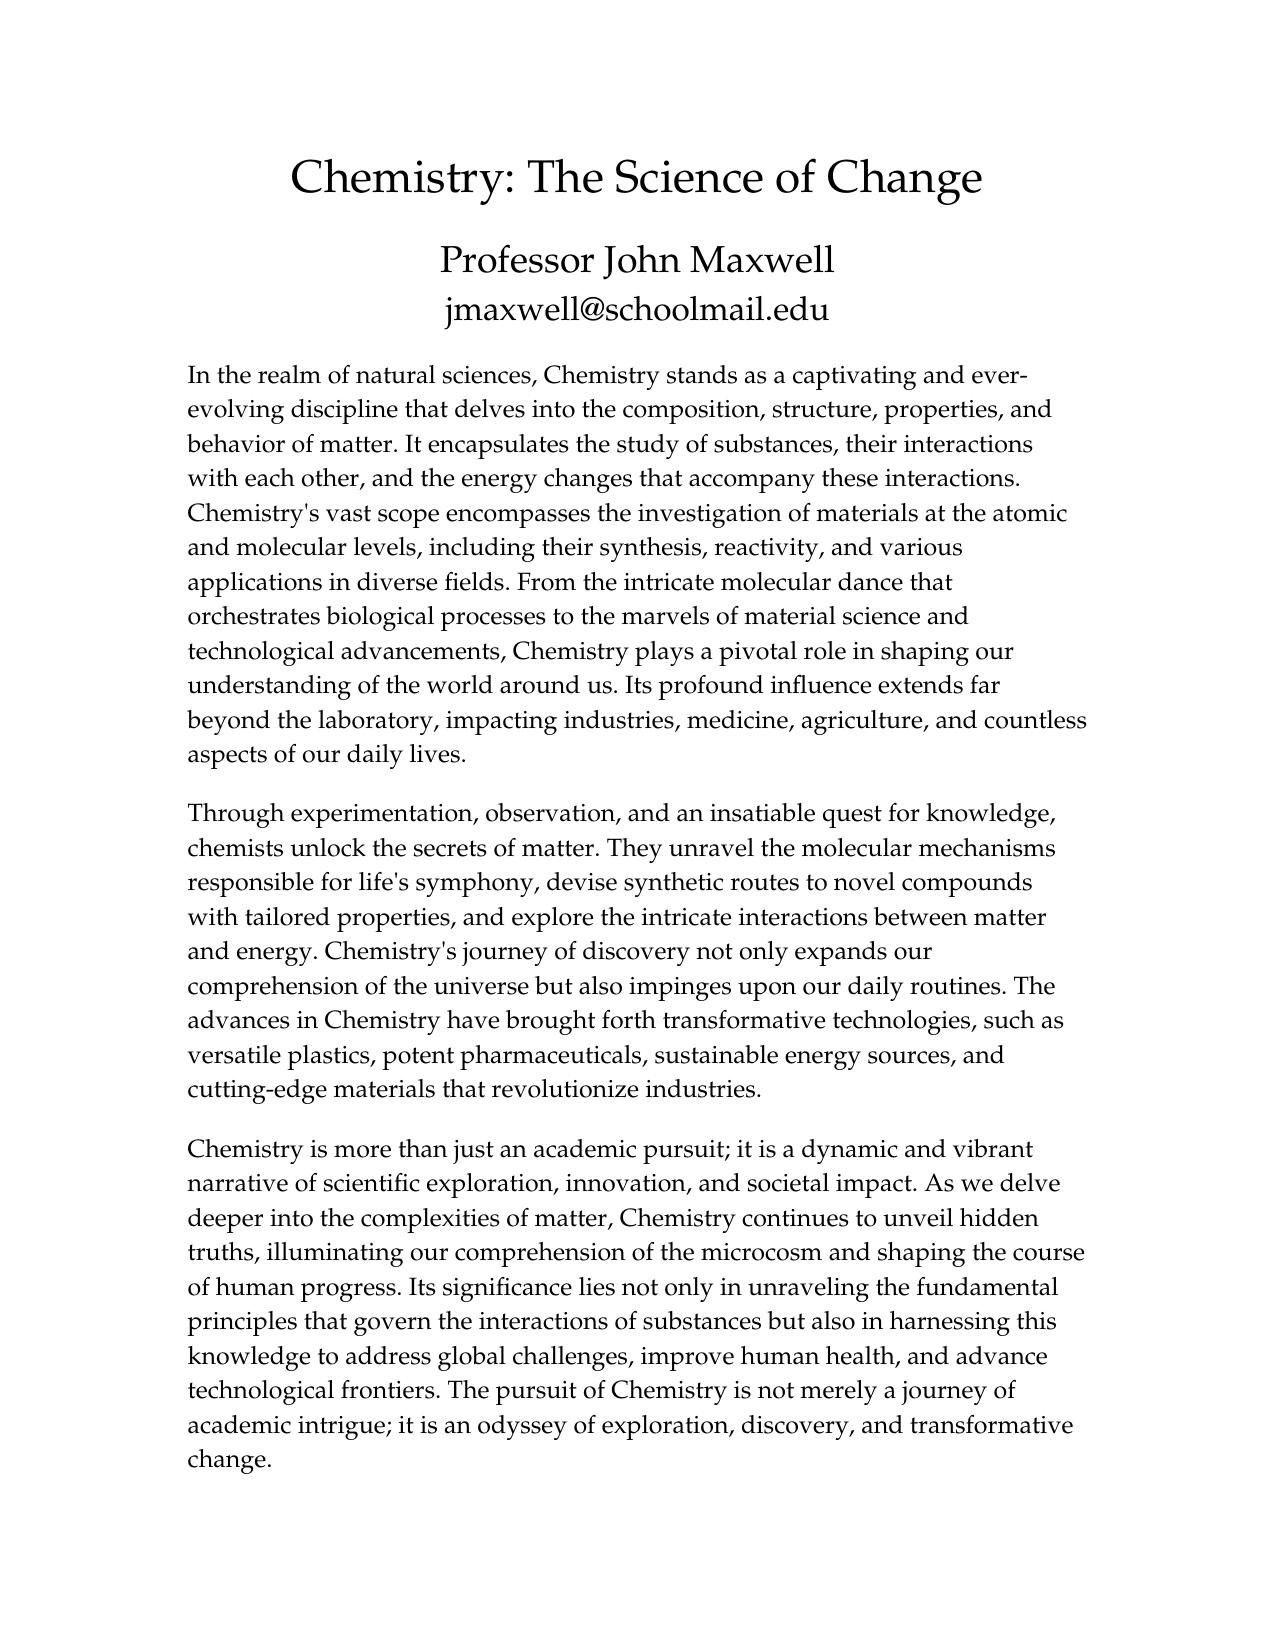 Chemistry: The Science of Change
Professor John Maxwell
jmaxwell@schoolmail.edu
In the realm of natural sciences, Chemistry stands as a captivating and ever-
evolving discipline that delves into the composition, structure, properties, and
behavior of matter. It encapsulates the study of substances, their interactions
with each other, and the energy changes that accompany these interactions.
Chemistry's vast scope encompasses the investigation of materials at the atomic
and molecular levels, including their synthesis, reactivity, and various
applications in diverse fields. From the intricate molecular dance that
orchestrates biological processes to the marvels of material science and
technological advancements, Chemistry plays a pivotal role in shaping our
understanding of the world around us. Its profound influence extends far
beyond the laboratory, impacting industries, medicine, agriculture, and countless
aspects of our daily lives.
Through experimentation, observation, and an insatiable quest for knowledge,
chemists unlock the secrets of matter. They unravel the molecular mechanisms
responsible for life's symphony, devise synthetic routes to novel compounds
with tailored properties, and explore the intricate interactions between matter
and energy. Chemistry's journey of discovery not only expands our
comprehension of the universe but also impinges upon our daily routines. The
advances in Chemistry have brought forth transformative technologies, such as
versatile plastics, potent pharmaceuticals, sustainable energy sources, and
cutting-edge materials that revolutionize industries.
Chemistry is more than just an academic pursuit; it is a dynamic and vibrant
narrative of scientific exploration, innovation, and societal impact. As we delve
deeper into the complexities of matter, Chemistry continues to unveil hidden
truths, illuminating our comprehension of the microcosm and shaping the course
of human progress. Its significance lies not only in unraveling the fundamental
principles that govern the interactions of substances but also in harnessing this
knowledge to address global challenges, improve human health, and advance
technological frontiers. The pursuit of Chemistry is not merely a journey of
academic intrigue; it is an odyssey of exploration, discovery, and transformative
change.